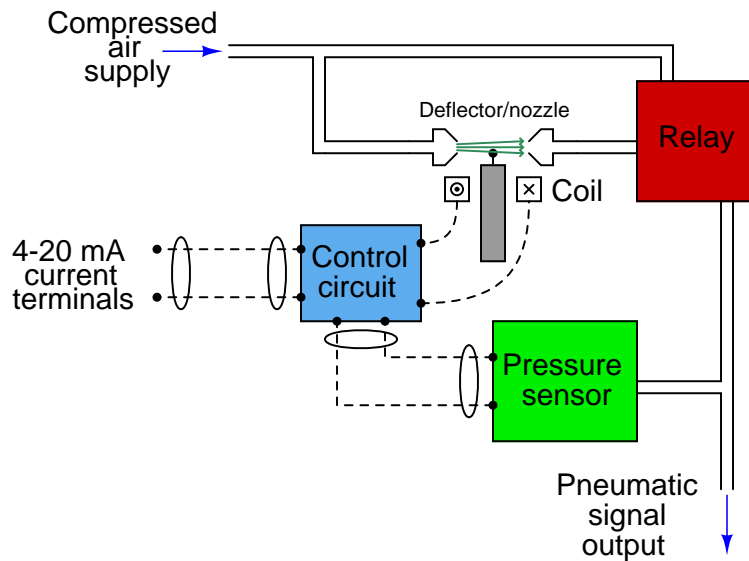 Compressed
air
supply
Deflector/nozzle
Relay
Coil
4-20 mA
current
terminals
Control
circuit
Pressure
sensor
Pneumatic
signal
output